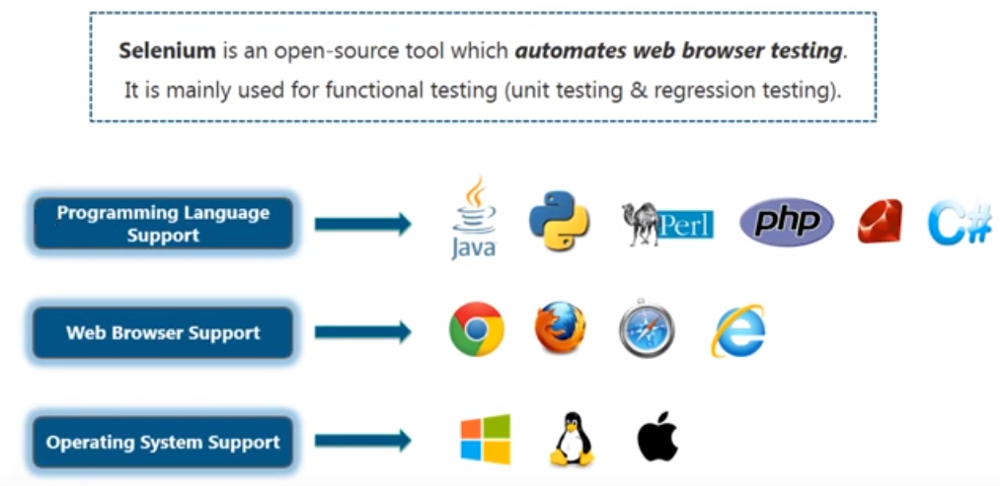 Selenium is an open-source tool which automates web browser testing.
It is mainly used for functional testing (unit testing & regression testing).
Programming Language
Support
Java
Perl
php
C#
Web Browser Support
Operating System Support